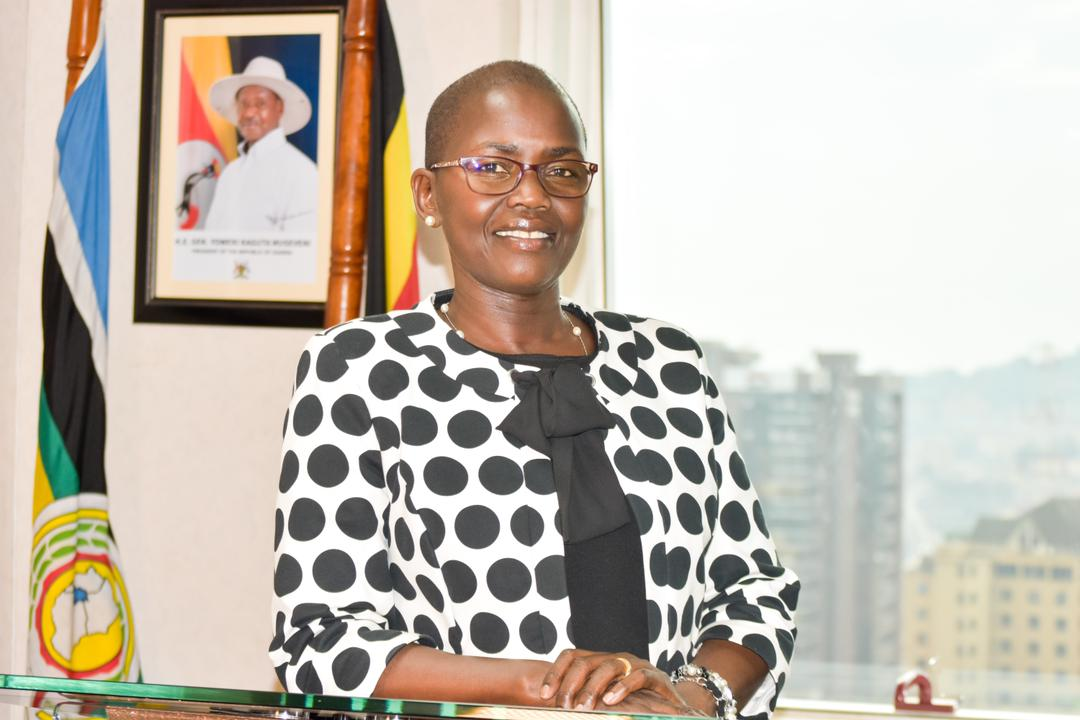 H.E. GEN. YOWERI KAGUTA MUSEVENI
PRESIDENT OF THE REPUBLIC OF UGANDA